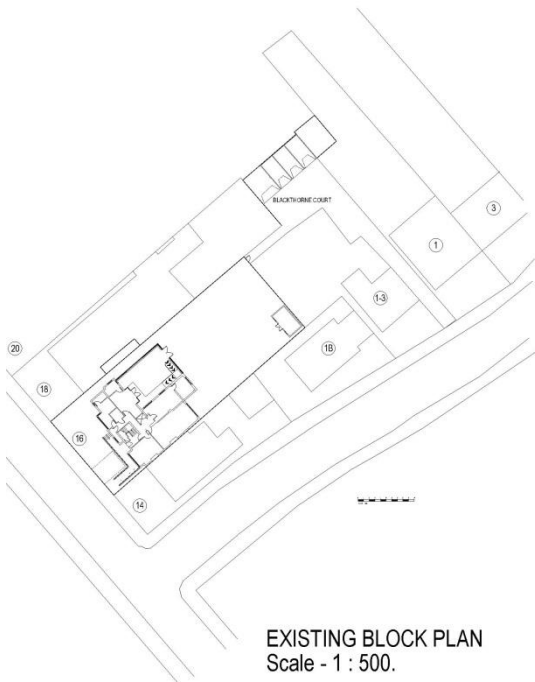 BLACKTHORNE COURT
3
1
1-3
1B
20
18
16
14
EXISTING BLOCK PLAN
Scale - 1 : 500.